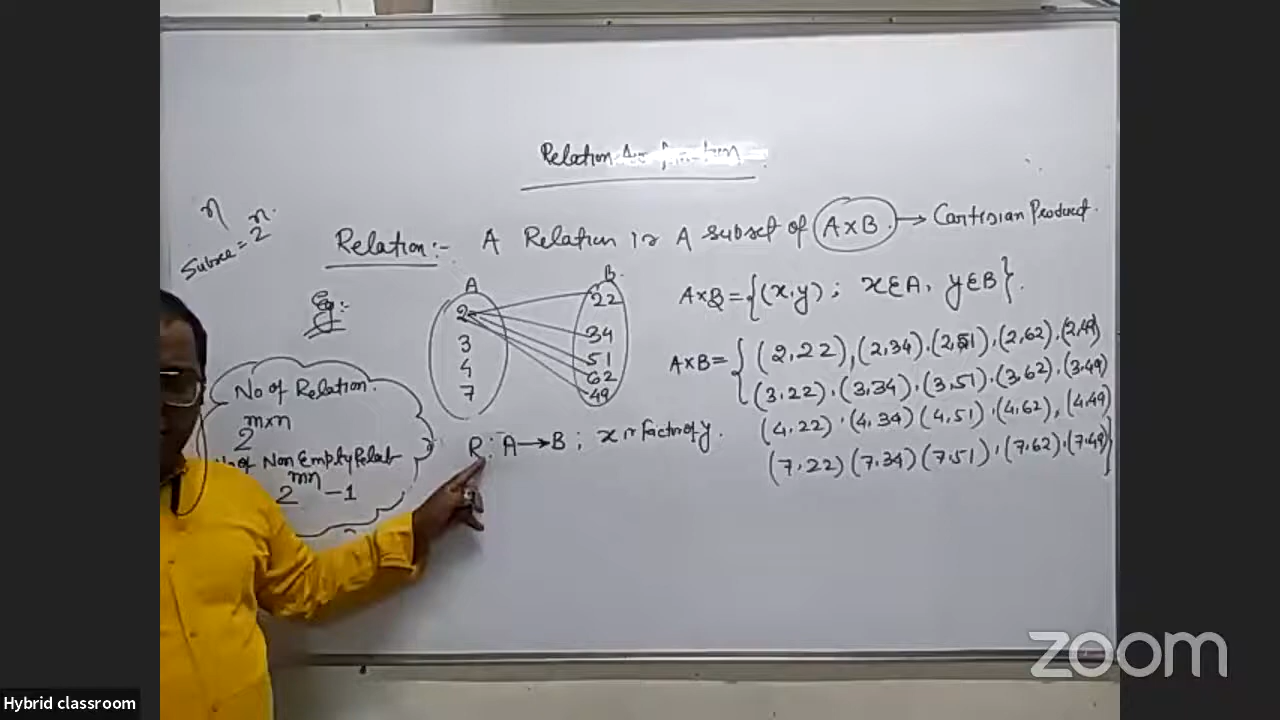 Relation
n
Subset = 2^n.
Relation:- A Relation is A subset of A×B. → Cartesian Product.
Eg:-
A B.
2 22
3 34
4 51
7 62
49
A×B = {(x,y) ; x∈A, y∈B}.
A×B = { (2,22),(2,34).(2,51),(2,62).(2,49)
(3,22).(3,34).(3,51).(3,62).(3,49)
(4,22).(4,34)(4,51).(4,62),(4,49)
(7,22)(7,34)(7,51).(7,62).(7,49)}
R: A→B ; x is factor of y.
No of Relation.
2^m×n
No of Non Empty Relat
2^mn -1
zoom
Hybrid classroom